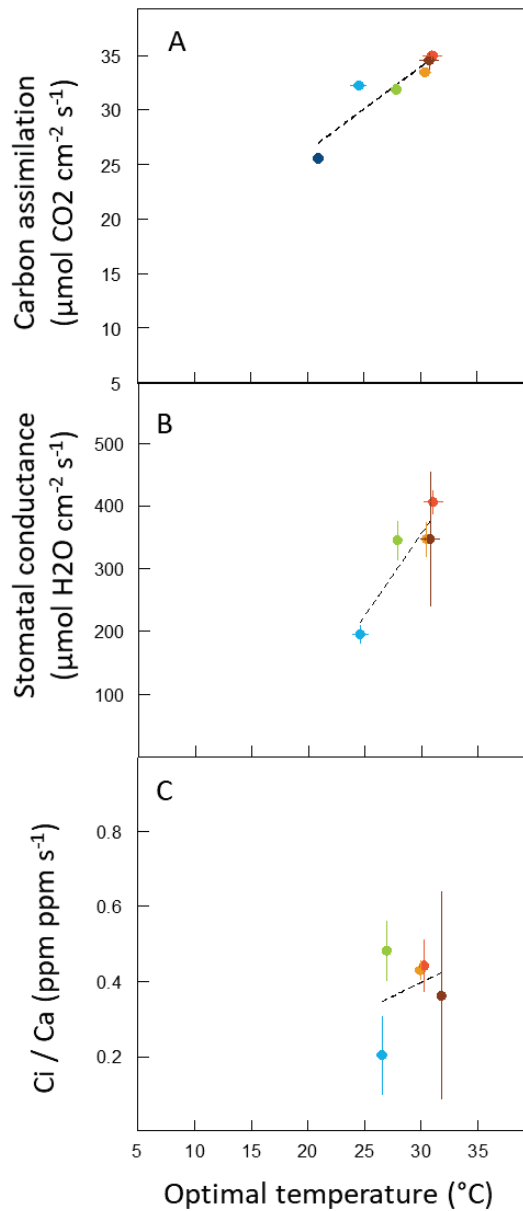 A
Carbon assimilation
(µmol CO2 cm-2 s-1)
35
30
25
20
15
10
5
B
Stomatal conductance
(µmol H2O cm-2 s-1)
500
400
300
200
100
C
Ci / Ca (ppm ppm s-1)
0.8
0.6
0.4
0.2
5 10 15 20 25 30 35
Optimal temperature (°C)